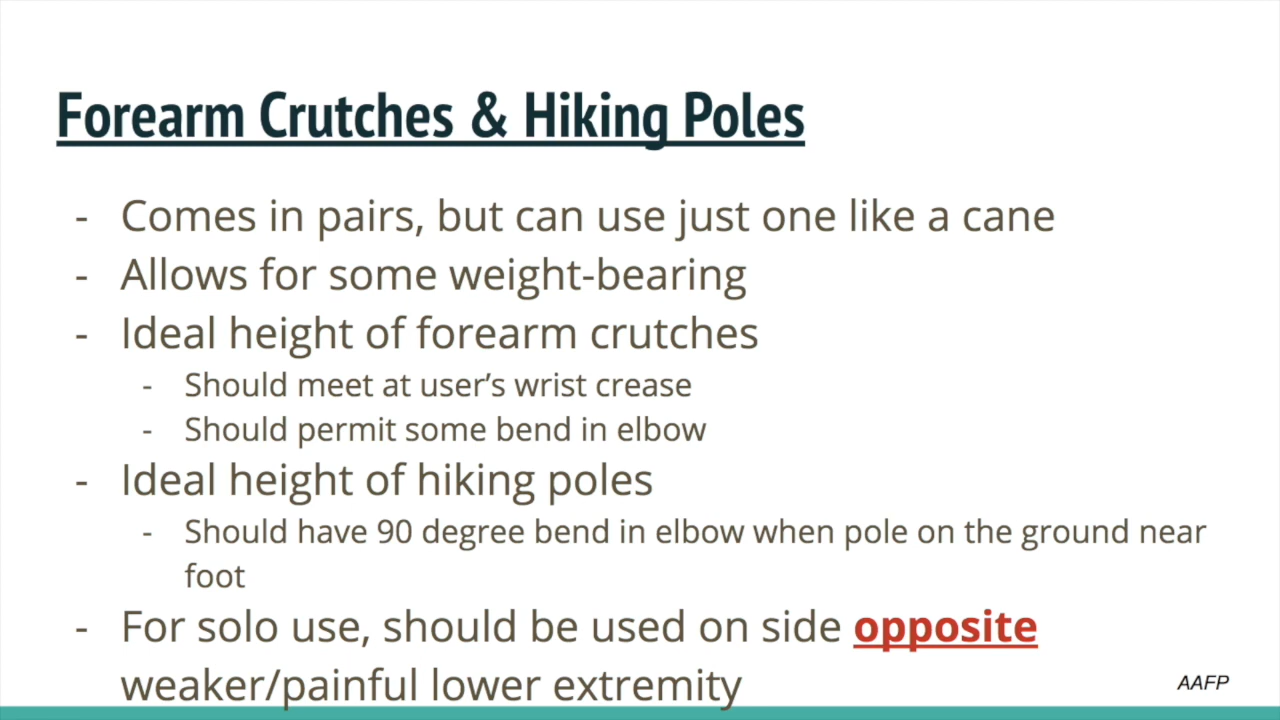 Forearm Crutches & Hiking Poles
- Comes in pairs, but can use just one like a cane
- Allows for some weight-bearing
- Ideal height of forearm crutches
- Should meet at user’s wrist crease
- Should permit some bend in elbow
- Ideal height of hiking poles
- Should have 90 degree bend in elbow when pole on the ground near
foot
- For solo use, should be used on side opposite
weaker/painful lower extremity
AAFP